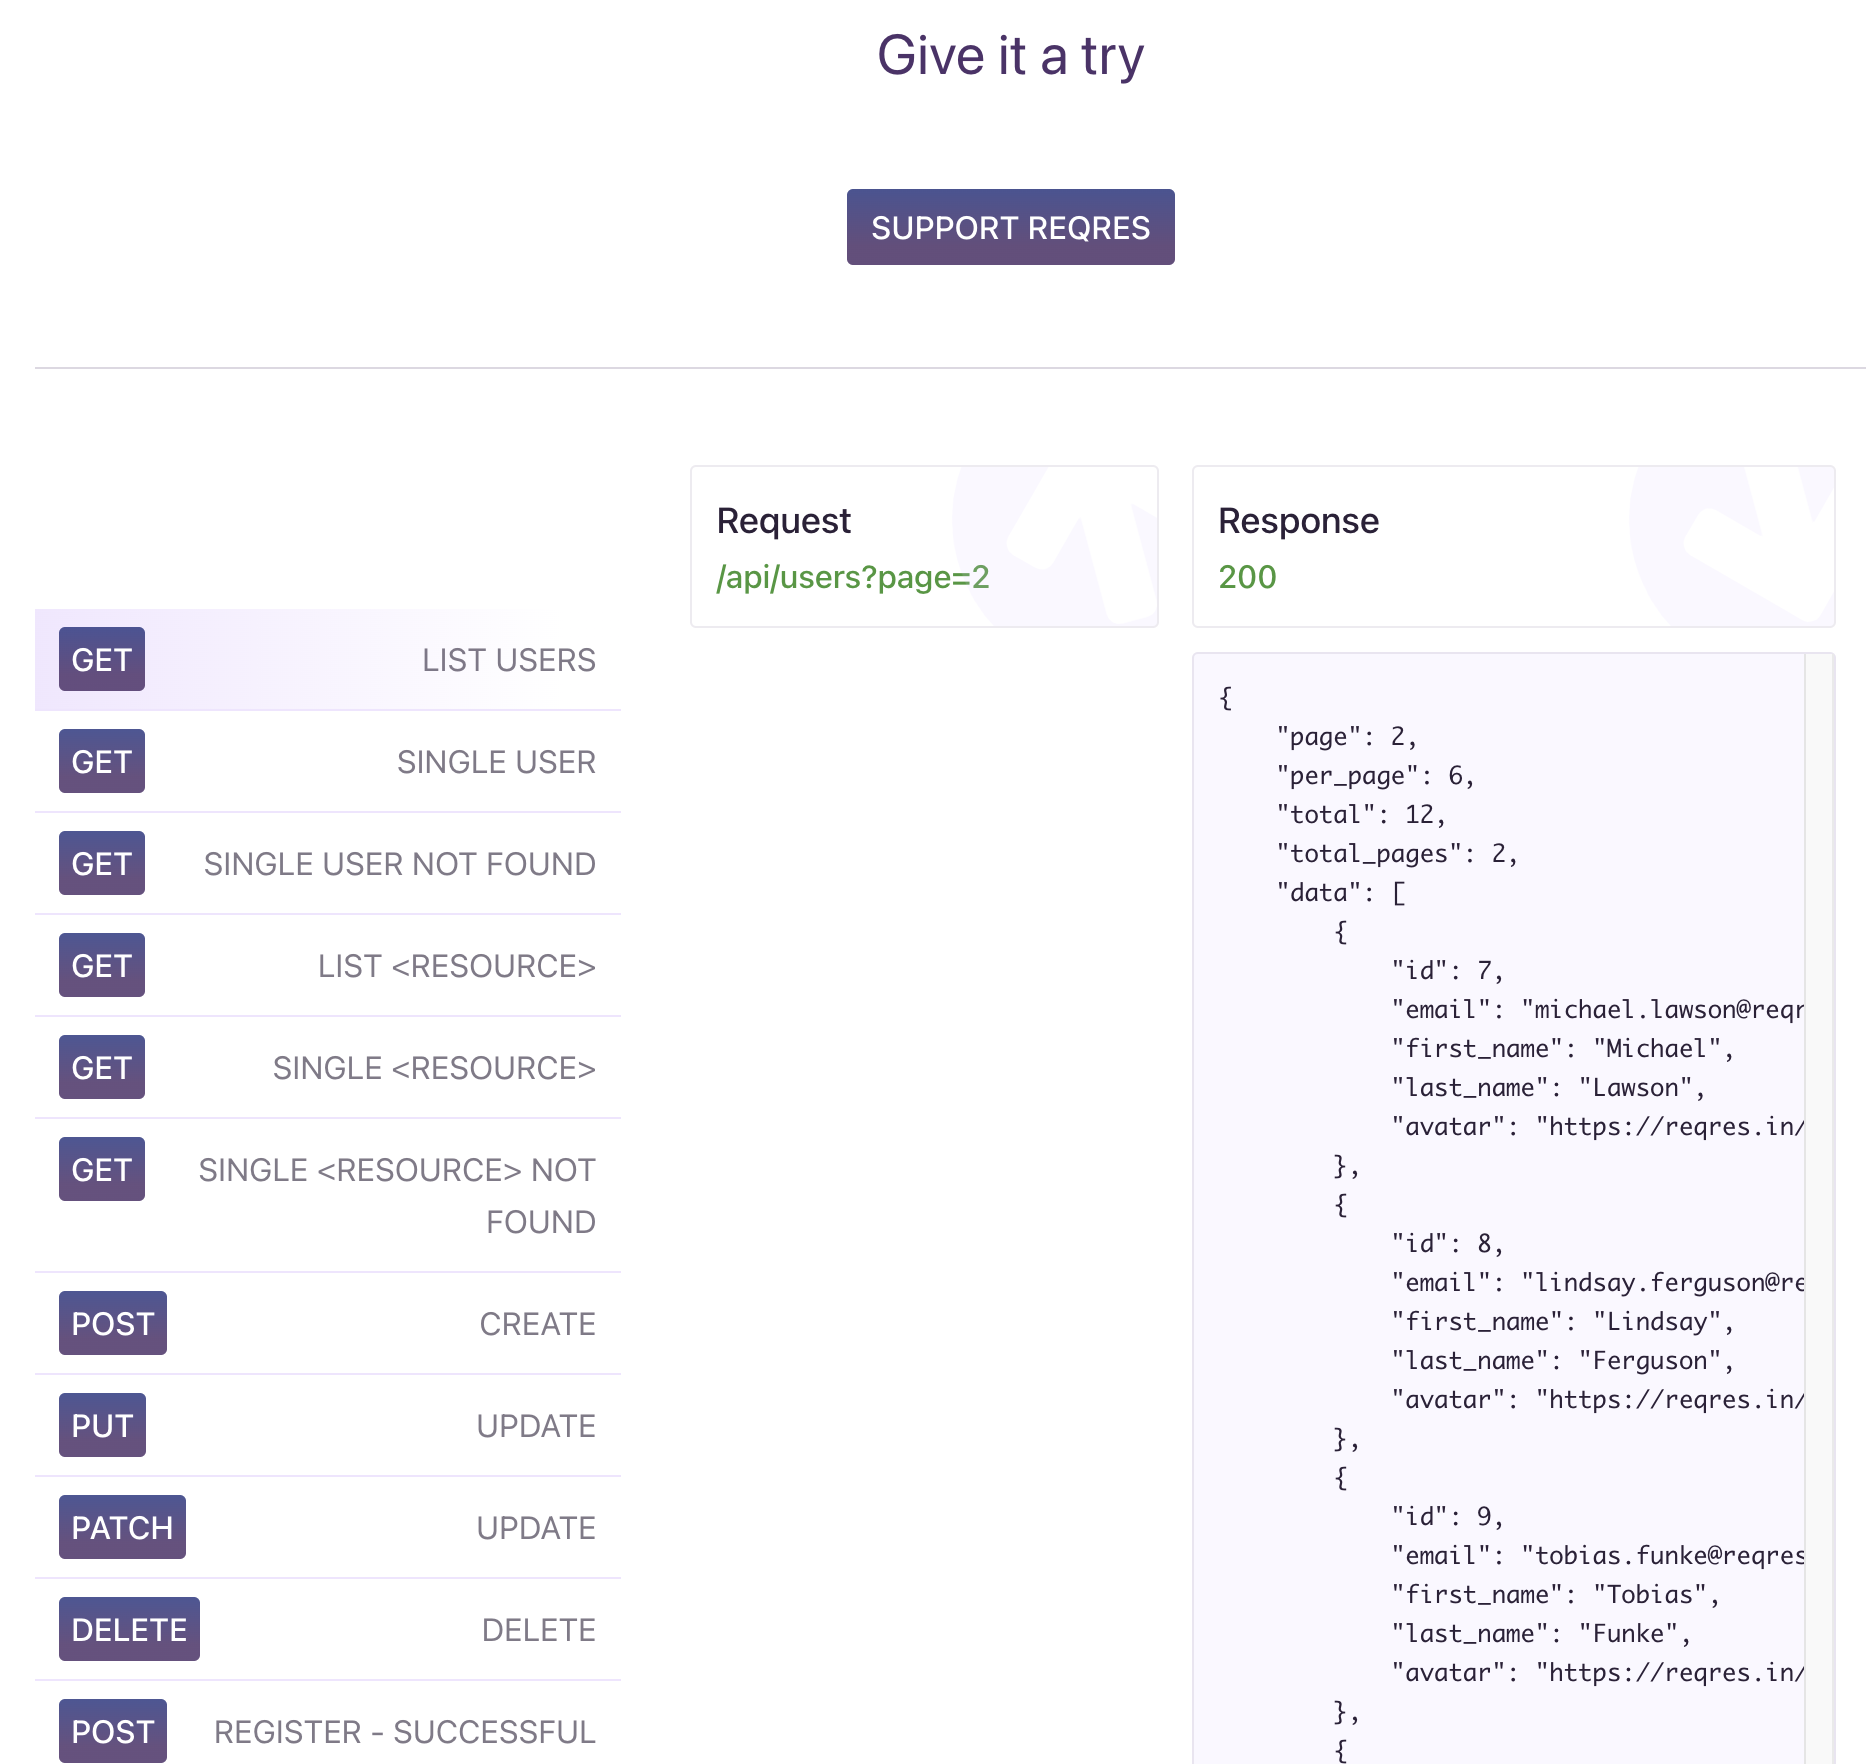 Give it a try
SUPPORT REQRES
GET LIST USERS
GET SINGLE USER
GET SINGLE USER NOT FOUND
GET LIST <RESOURCE>
GET SINGLE <RESOURCE>
GET SINGLE <RESOURCE> NOT
FOUND
POST CREATE
PUT UPDATE
PATCH UPDATE
DELETE DELETE
POST REGISTER - SUCCESSFUL
Request
/api/users?page=2
Response
200
{
    "page": 2,
    "per_page": 6,
    "total": 12,
    "total_pages": 2,
    "data": [
        {
            "id": 7,
            "email": "michael.lawson@reqr
            "first_name": "Michael",
            "last_name": "Lawson",
            "avatar": "https://reqres.in/
        },
        {
            "id": 8,
            "email": "lindsay.ferguson@re
            "first_name": "Lindsay",
            "last_name": "Ferguson",
            "avatar": "https://reqres.in/
        },
        {
            "id": 9,
            "email": "tobias.funke@reqres
            "first_name": "Tobias",
            "last_name": "Funke",
            "avatar": "https://reqres.in/
        },
        {